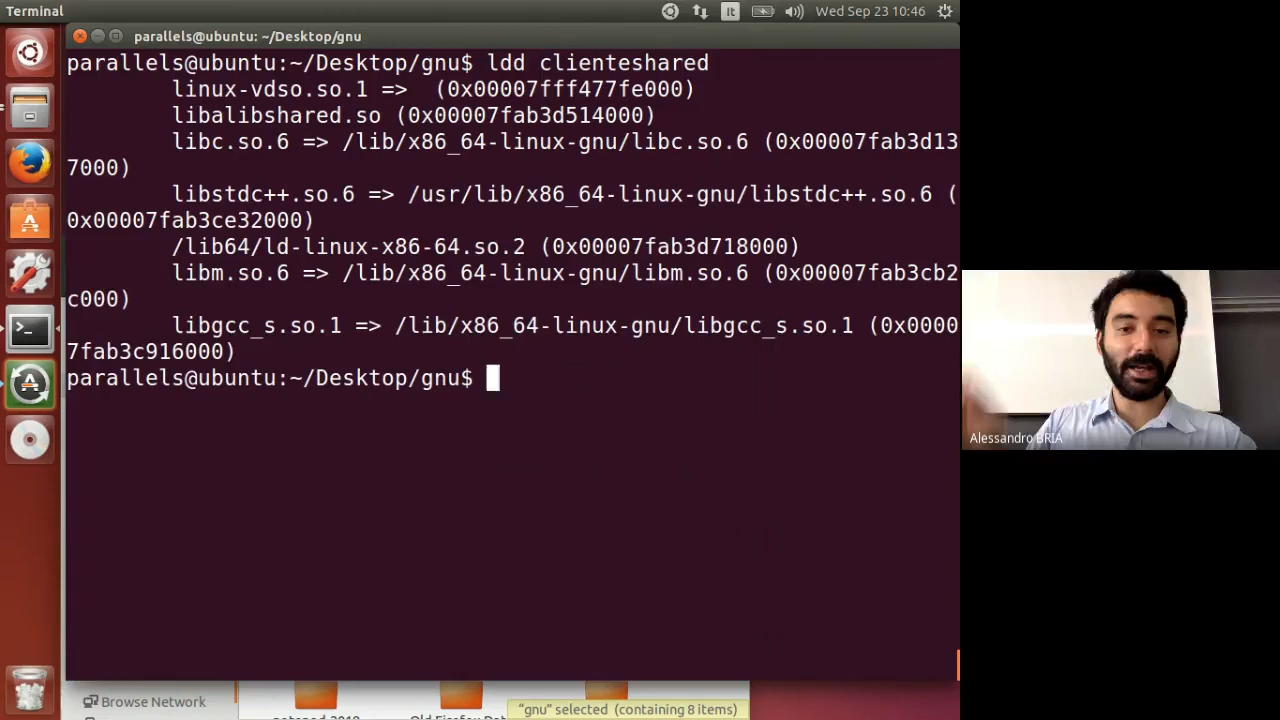 Terminal
It
Wed Sep 23 10:46
parallels@ubuntu: ~/Desktop/gnu
parallels@ubuntu:~/Desktop/gnu$ ldd clienteshared
linux-vdso.so.1 =>  (0x00007fff477fe000)
libalibshared.so (0x00007fab3d514000)
libc.so.6 => /lib/x86_64-linux-gnu/libc.so.6 (0x00007fab3d13
7000)
libstdc++.so.6 => /usr/lib/x86_64-linux-gnu/libstdc++.so.6 (
0x00007fab3ce32000)
/lib64/ld-linux-x86-64.so.2 (0x00007fab3d718000)
libm.so.6 => /lib/x86_64-linux-gnu/libm.so.6 (0x00007fab3cb2
c000)
libgcc_s.so.1 => /lib/x86_64-linux-gnu/libgcc_s.so.1 (0x0000
7fab3c916000)
parallels@ubuntu:~/Desktop/gnu$
Alessandro BRIA
Browse Network
Old Firefox
"gnu" selected (containing 8 items)